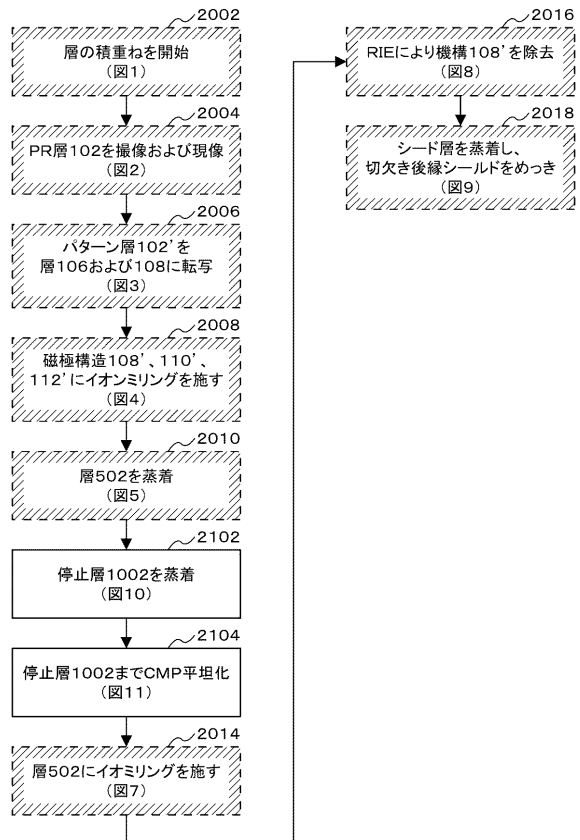 2002
層の積重ねを開始
(図1)
2004
PR層102を撮像および現像
(図2)
2006
パターン層102'を
層106および108に転写
(図3)
2008
磁極構造108'、110'、
112'にイオンミリングを施す
(図4)
2010
層502を蒸着
(図5)
2102
停止層1002を蒸着
(図10)
2104
停止層1002までCMP平坦化
(図11)
2014
層502にイオミリングを施す
(図7)
2016
RIEにより機構108'を除去
(図8)
2018
シード層を蒸着し、
切欠き後縁シールドをめっき
(図9)